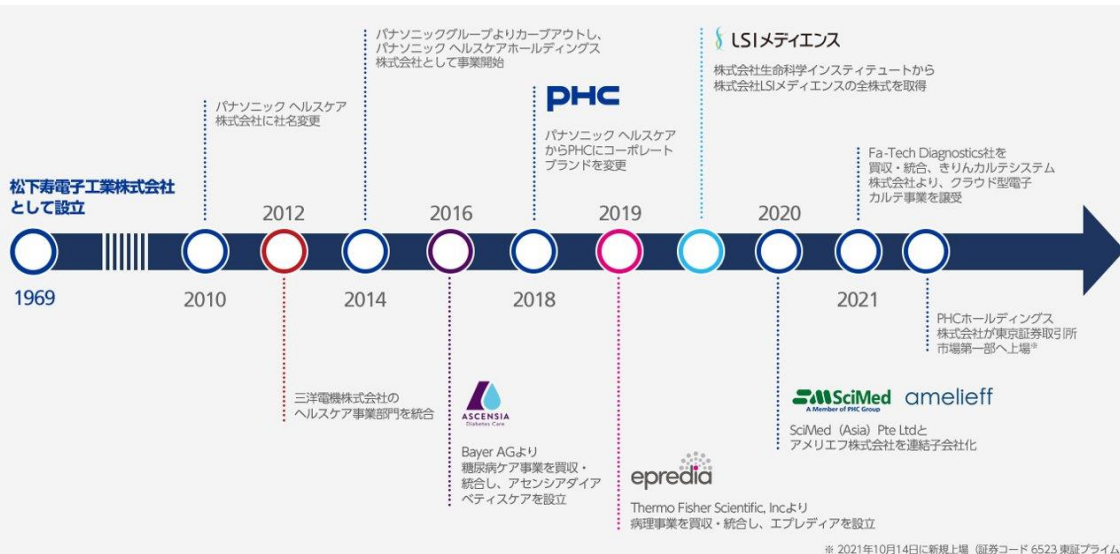 松下寿電子工業株式会社
として設立
1969
パナソニック ヘルスケア
株式会社に社名変更
2010
2012
三洋電機株式会社の
ヘルスケア事業部門を統合
パナソニックグループよりカーブアウトし、
パナソニック ヘルスケアホールディングス
株式会社として事業開始
2014
2016
ASCENSIA
Diabetes Care
Bayer AGより
糖尿病ケア事業を買収・
統合し、アセンシアダイア
ベティスケアを設立
PHC
パナソニック ヘルスケア
からPHCにコーポレート
ブランドを変更
2018
2019
epredia
Thermo Fisher Scientific, Incより
病理事業を買収・統合し、エプレディアを設立
LSIメディエンス
株式会社生命科学インスティテュートから
株式会社LSIメディエンスの全株式を取得
2020
SciMed
A Member of PHC Group
amelieff
SciMed（Asia）Pte Ltdと
アメリエフ株式会社を連結子会社化
Fa-Tech Diagnostics社を
買収・統合、きりんカルテシステム
株式会社より、クラウド型電子
カルテ事業を譲受
2021
PHCホールディングス
株式会社が東京証券取引所
市場第一部へ上場※
※ 2021年10月14日に新規上場（証券コード 6523 東証プライム